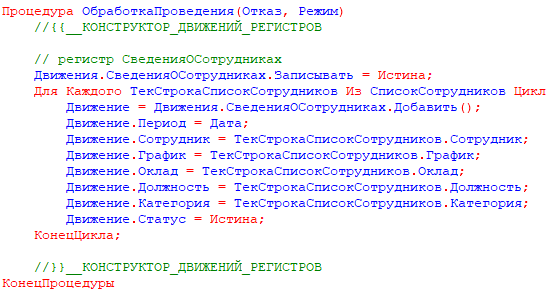 Процедура ОбработкаПроведения(Отказ, Режим)
//{{__КОНСТРУКТОР_ДВИЖЕНИЙ_РЕГИСТРОВ
// регистр СведенияОСотрудниках
Движения.СведенияОСотрудниках.Записывать = Истина;
Для Каждого ТекСтрокаСписокСотрудников Из СписокСотрудников Цикл
Движение = Движения.СведенияОСотрудниках.Добавить();
Движение.Период = Дата;
Движение.Сотрудник = ТекСтрокаСписокСотрудников.Сотрудник;
Движение.График = ТекСтрокаСписокСотрудников.График;
Движение.Оклад = ТекСтрокаСписокСотрудников.Оклад;
Движение.Должность = ТекСтрокаСписокСотрудников.Должность;
Движение.Категория = ТекСтрокаСписокСотрудников.Категория;
Движение.Статус = Истина;
КонецЦикла;
//}}__КОНСТРУКТОР_ДВИЖЕНИЙ_РЕГИСТРОВ
КонецПроцедуры